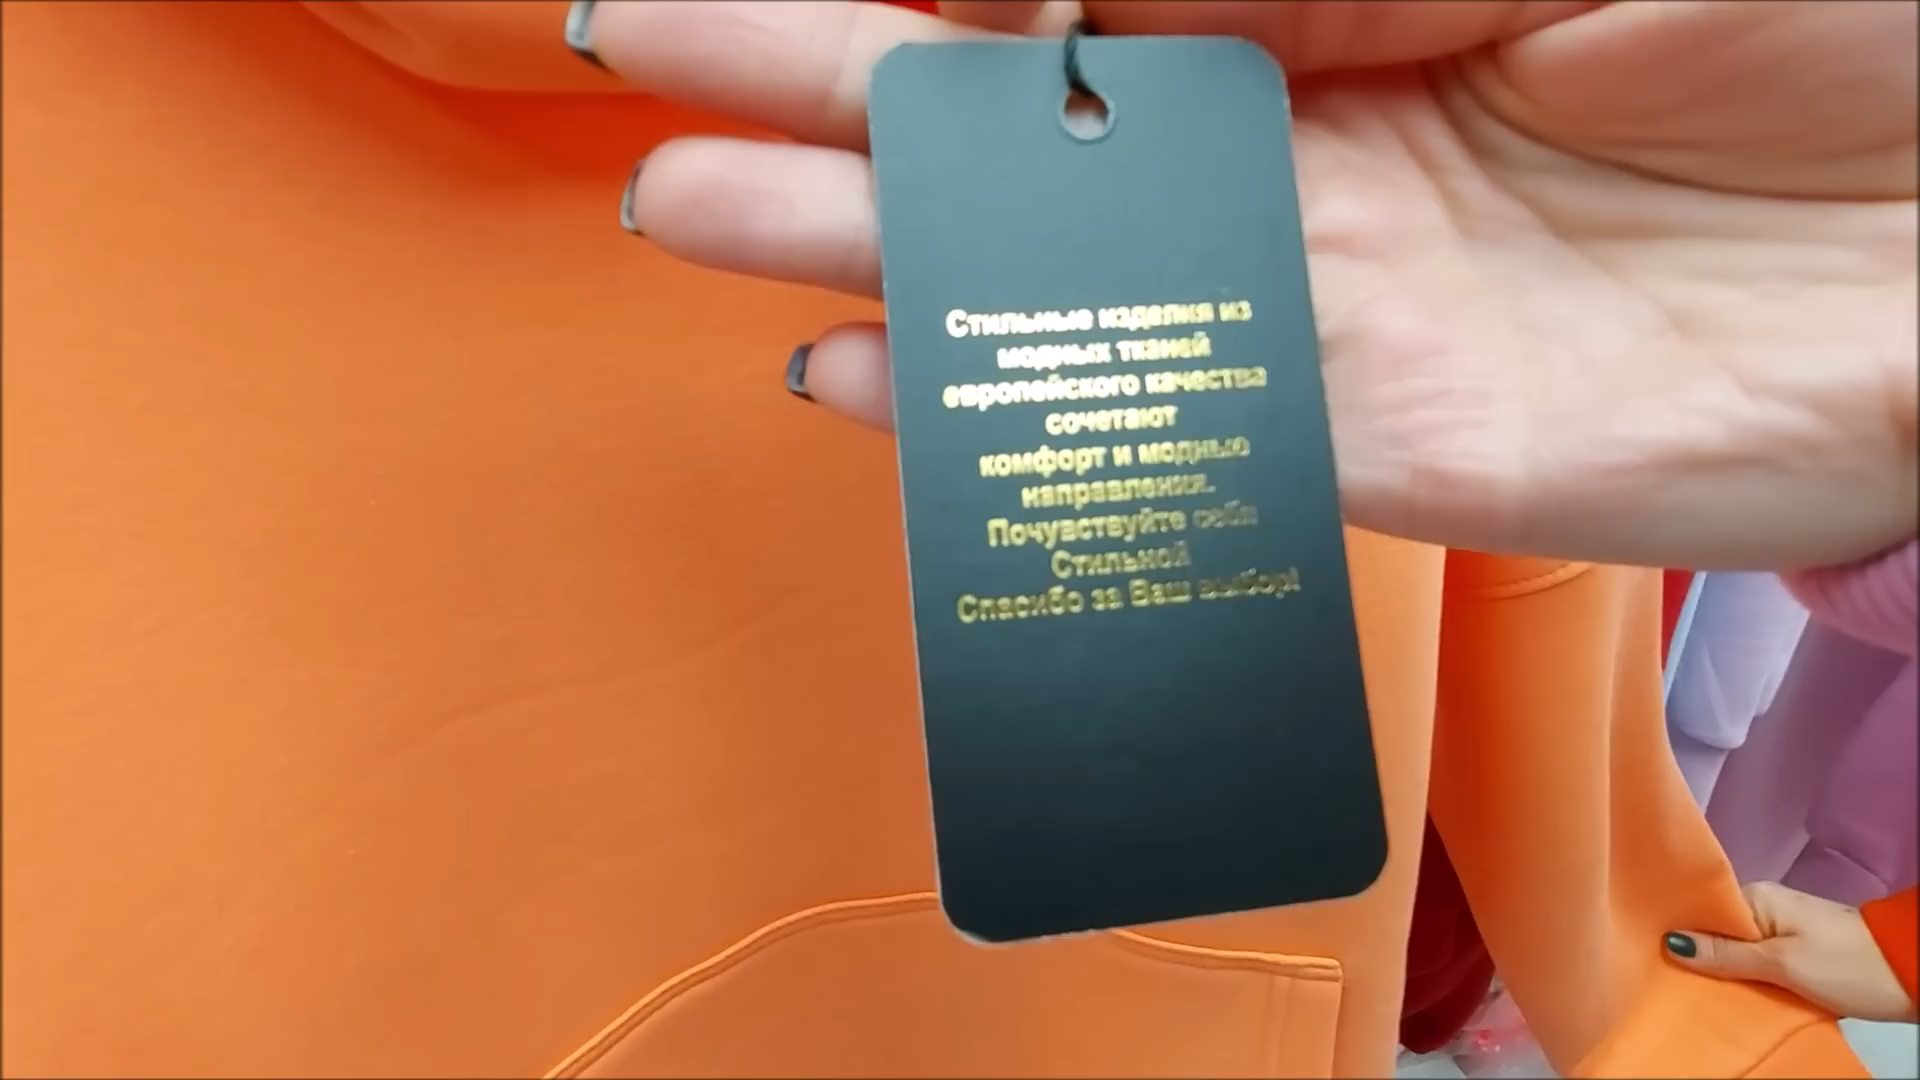 Стильные изделия из
модных тканей
европейского качества
сочетают
комфорт и модные
направления.
Почувствуйте себя
Стильной
Спасибо за Ваш выбор!